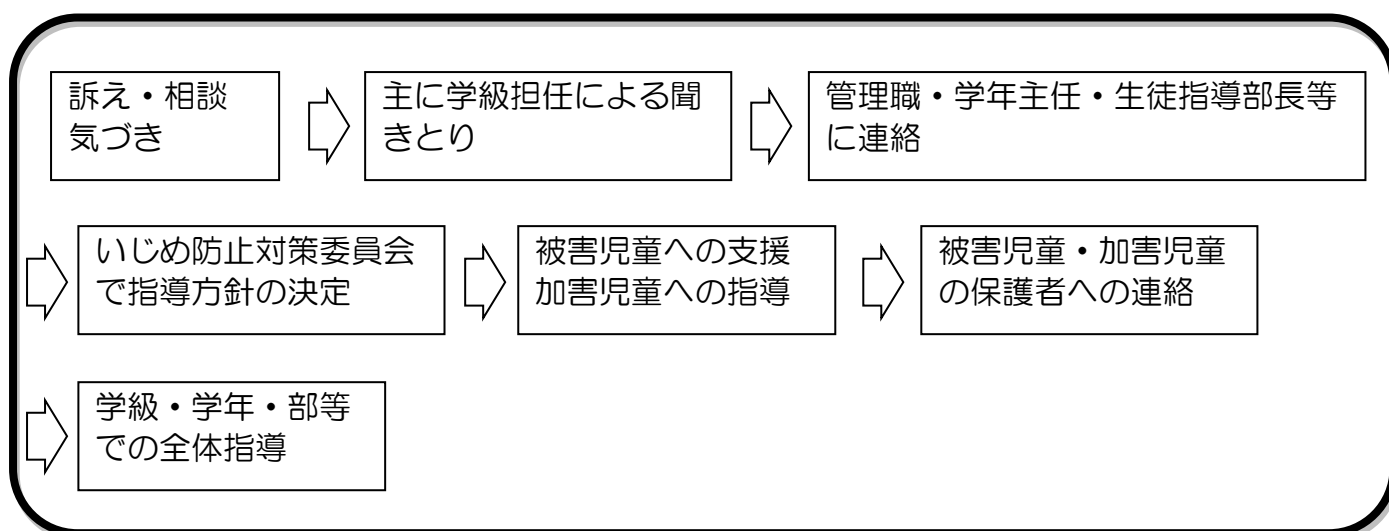 訴え・相談
気づき
主に学級担任による聞
きとり
管理職・学年主任・生徒指導部長等
に連絡
いじめ防止対策委員会
で指導方針の決定
被害児童への支援
加害児童への指導
被害児童・加害児童
の保護者への連絡
学級・学年・部等
での全体指導